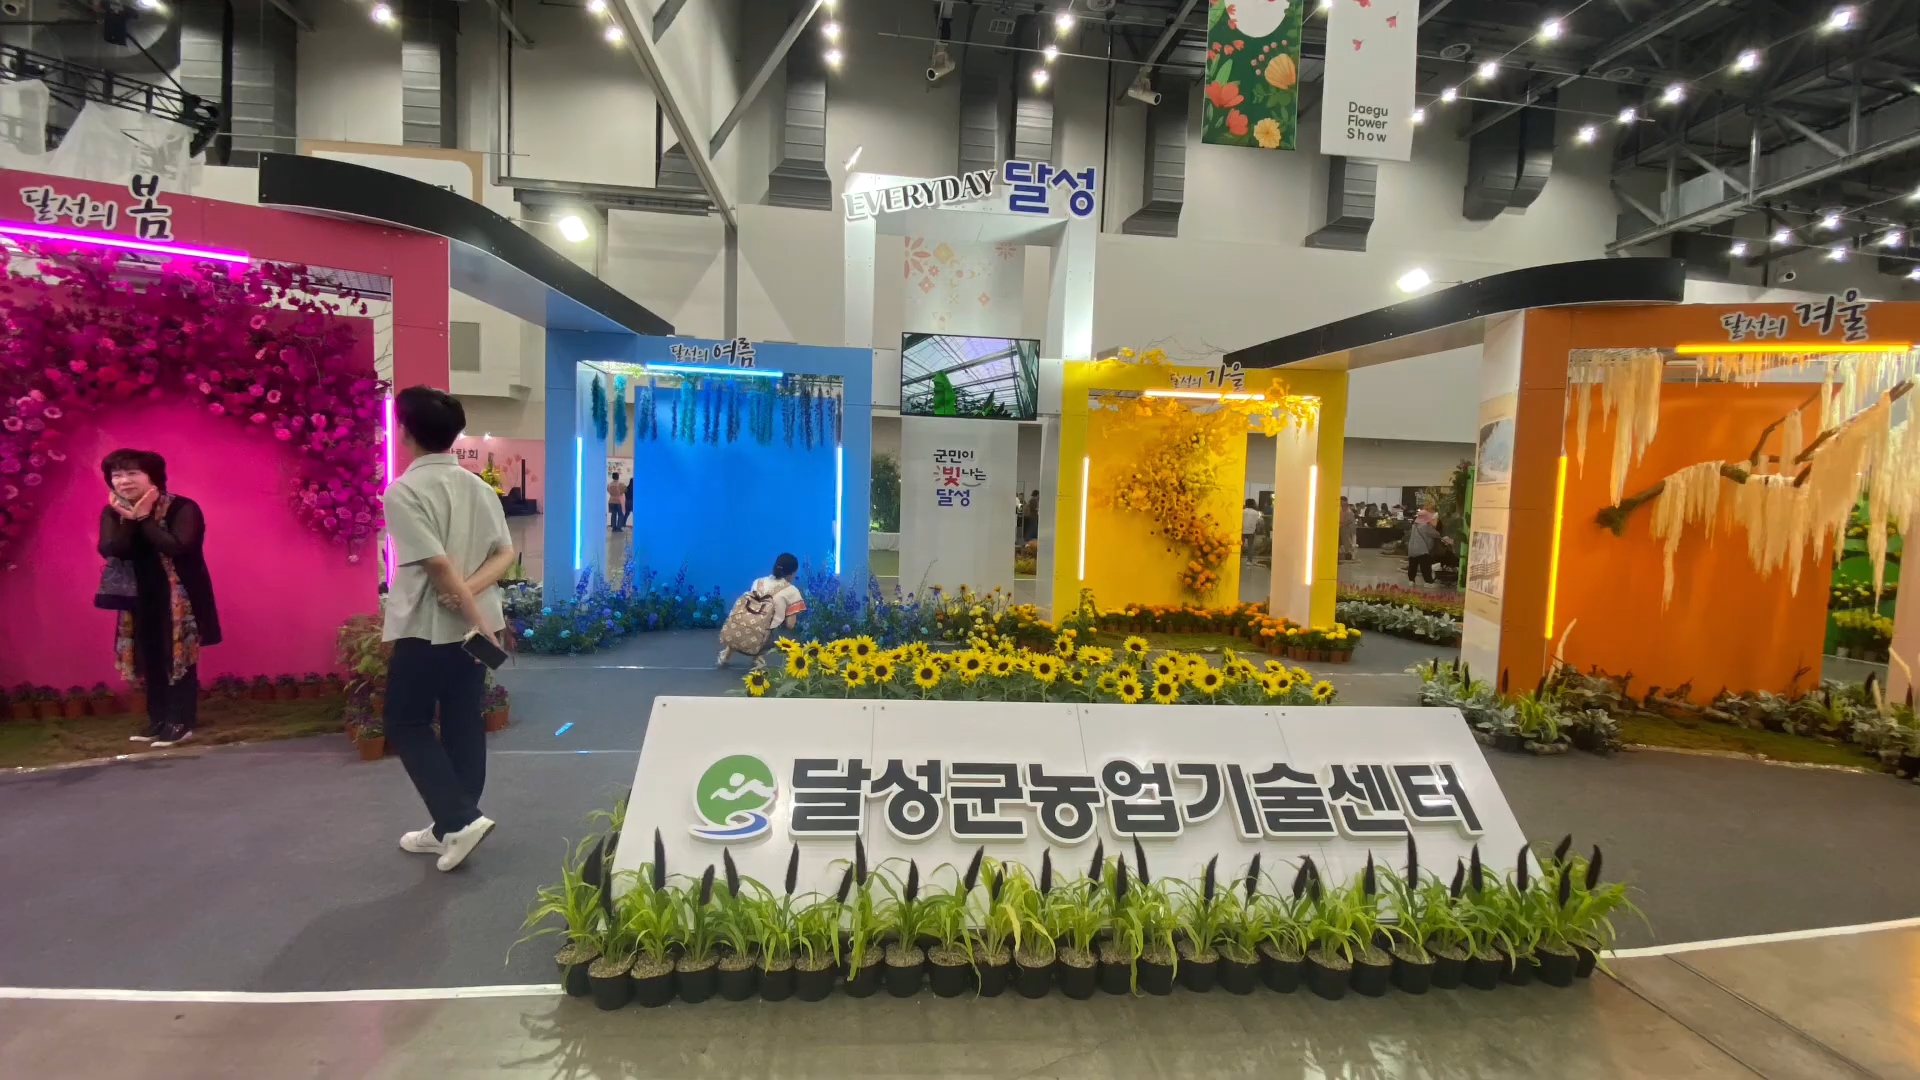 Daegu
Flower
Show
EVERYDAY 달성
달성의 봄
달성의 여름
달성의 가을
달성의 겨울
군민이
빛나는
달성
람회
달성군농업기술센터